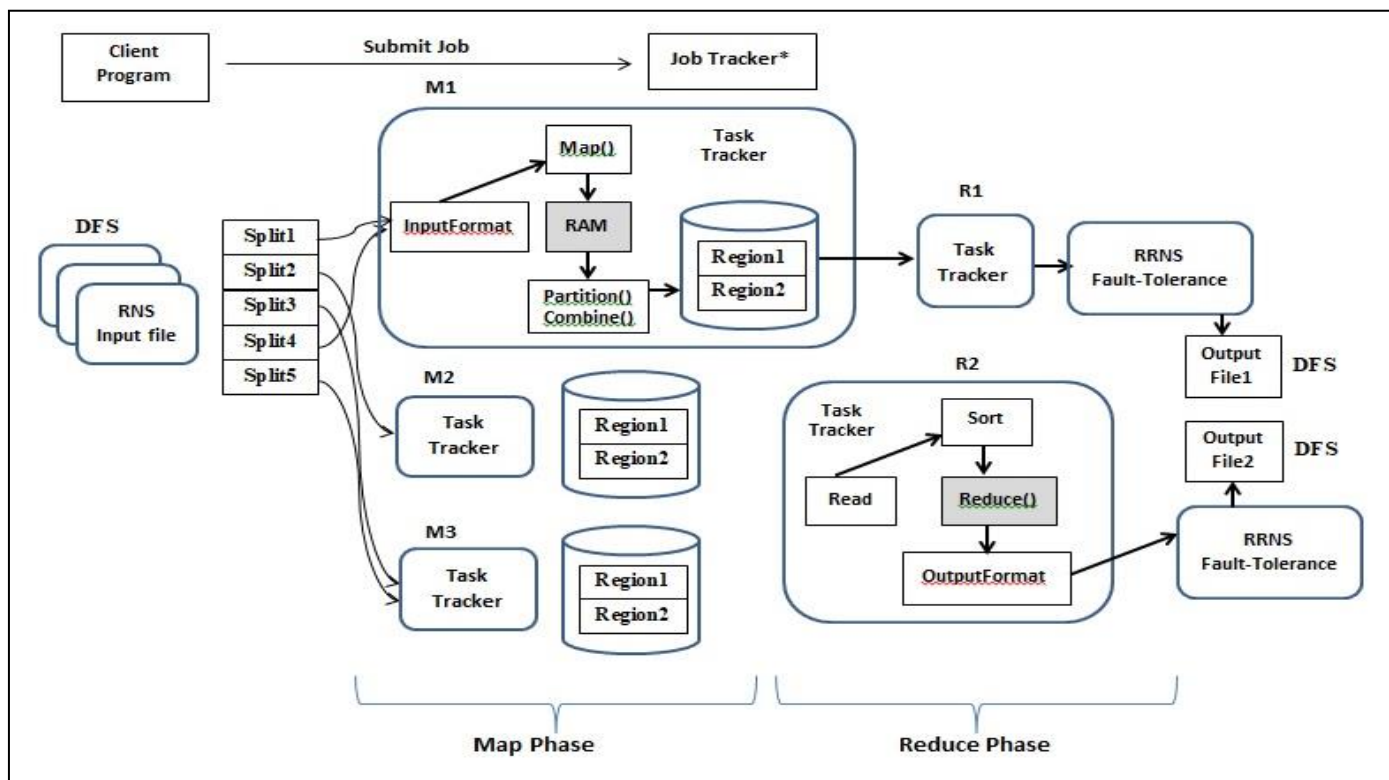 Client
Program
Submit Job
Job Tracker*
M1
Map()
Task
Tracker
InputFormat
RAM
Partition()
Combine()
Region1
Region2
DFS
RNS
Input file
Split1
Split2
Split3
Split4
Split5
R1
Task
Tracker
RRNS
Fault-Tolerance
Output
File1
DFS
M2
Task
Tracker
Region1
Region2
M3
Task
Tracker
Region1
Region2
R2
Task
Tracker
Sort
Read
Reduce()
OutputFormat
Output
File2
DFS
RRNS
Fault-Tolerance
Map Phase
Reduce Phase